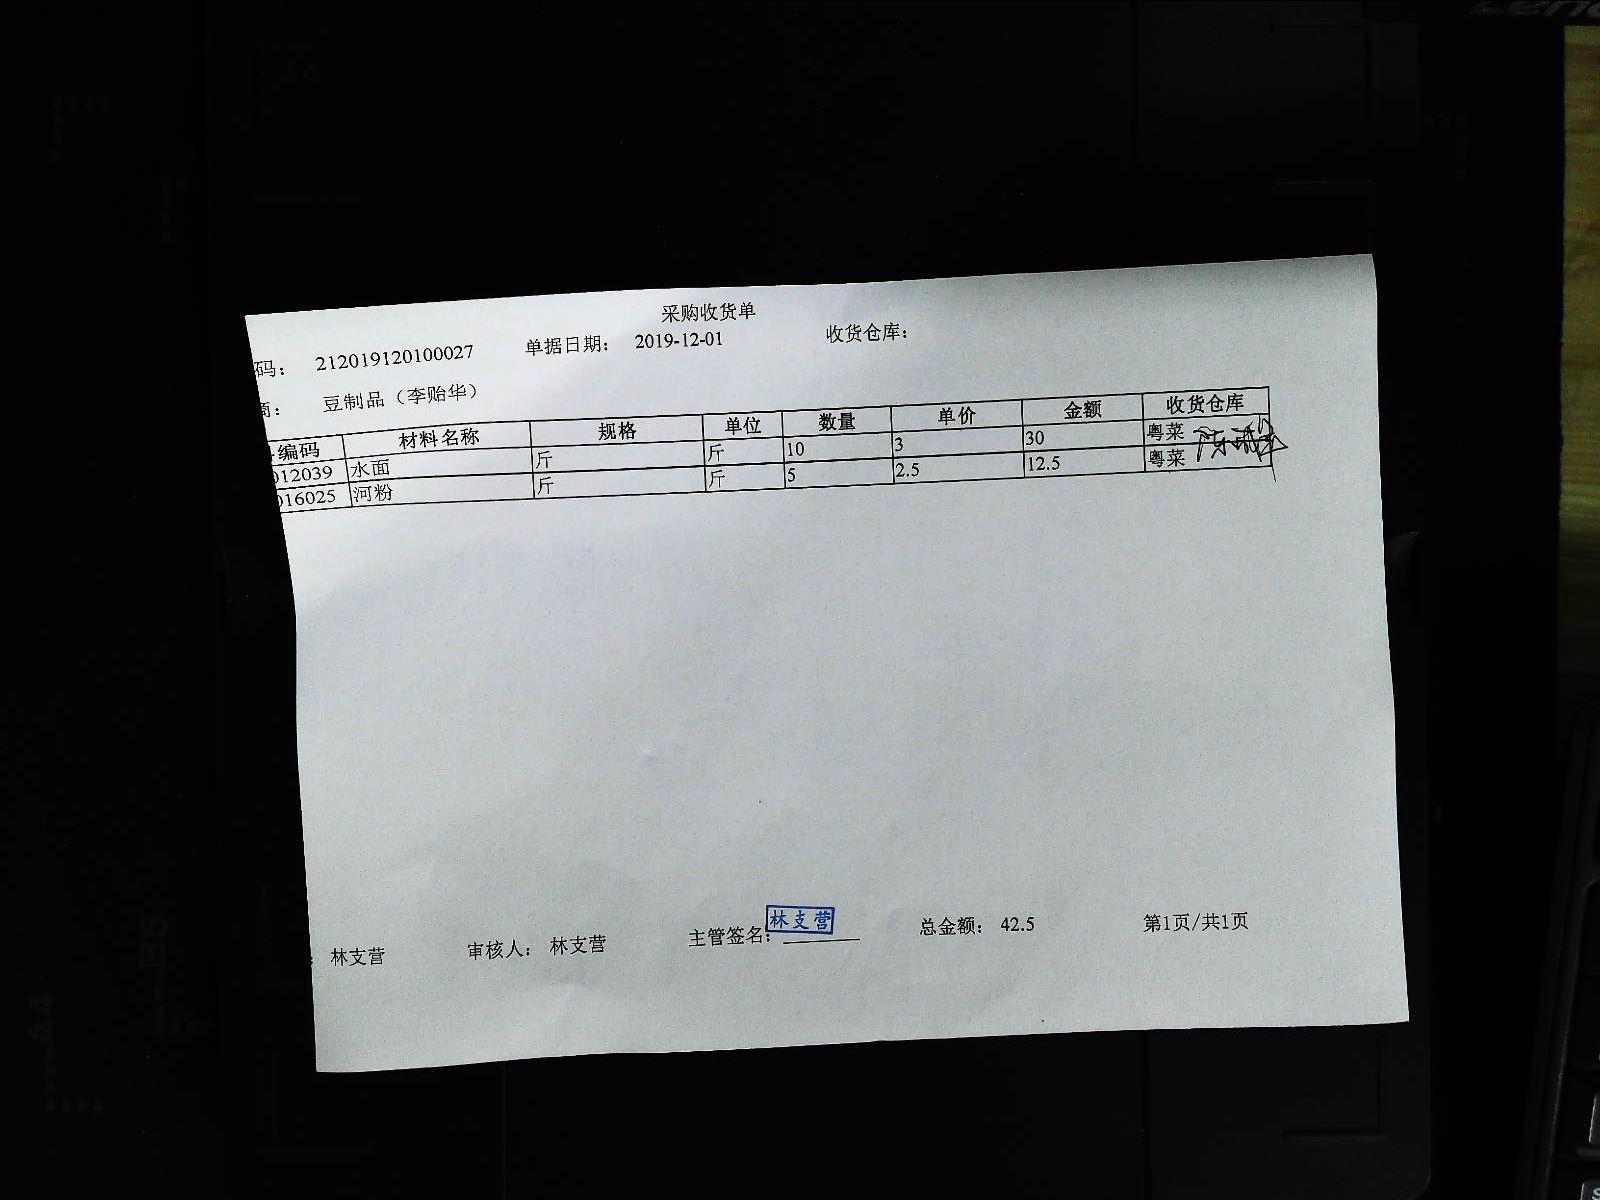 采购收货单
码： 212019120100027 单据日期： 2019-12-01 收货仓库：
商： 豆制品（李贻华）
编码 材料名称 规格 单位 数量 单价 金额 收货仓库
012039 水面 斤 斤 10 3 30 粤菜
016025 河粉 斤 斤 5 2.5 12.5 粤菜
： 林支营 审核人： 林支营 主管签名： 林支营 总金额： 42.5 第1页/共1页